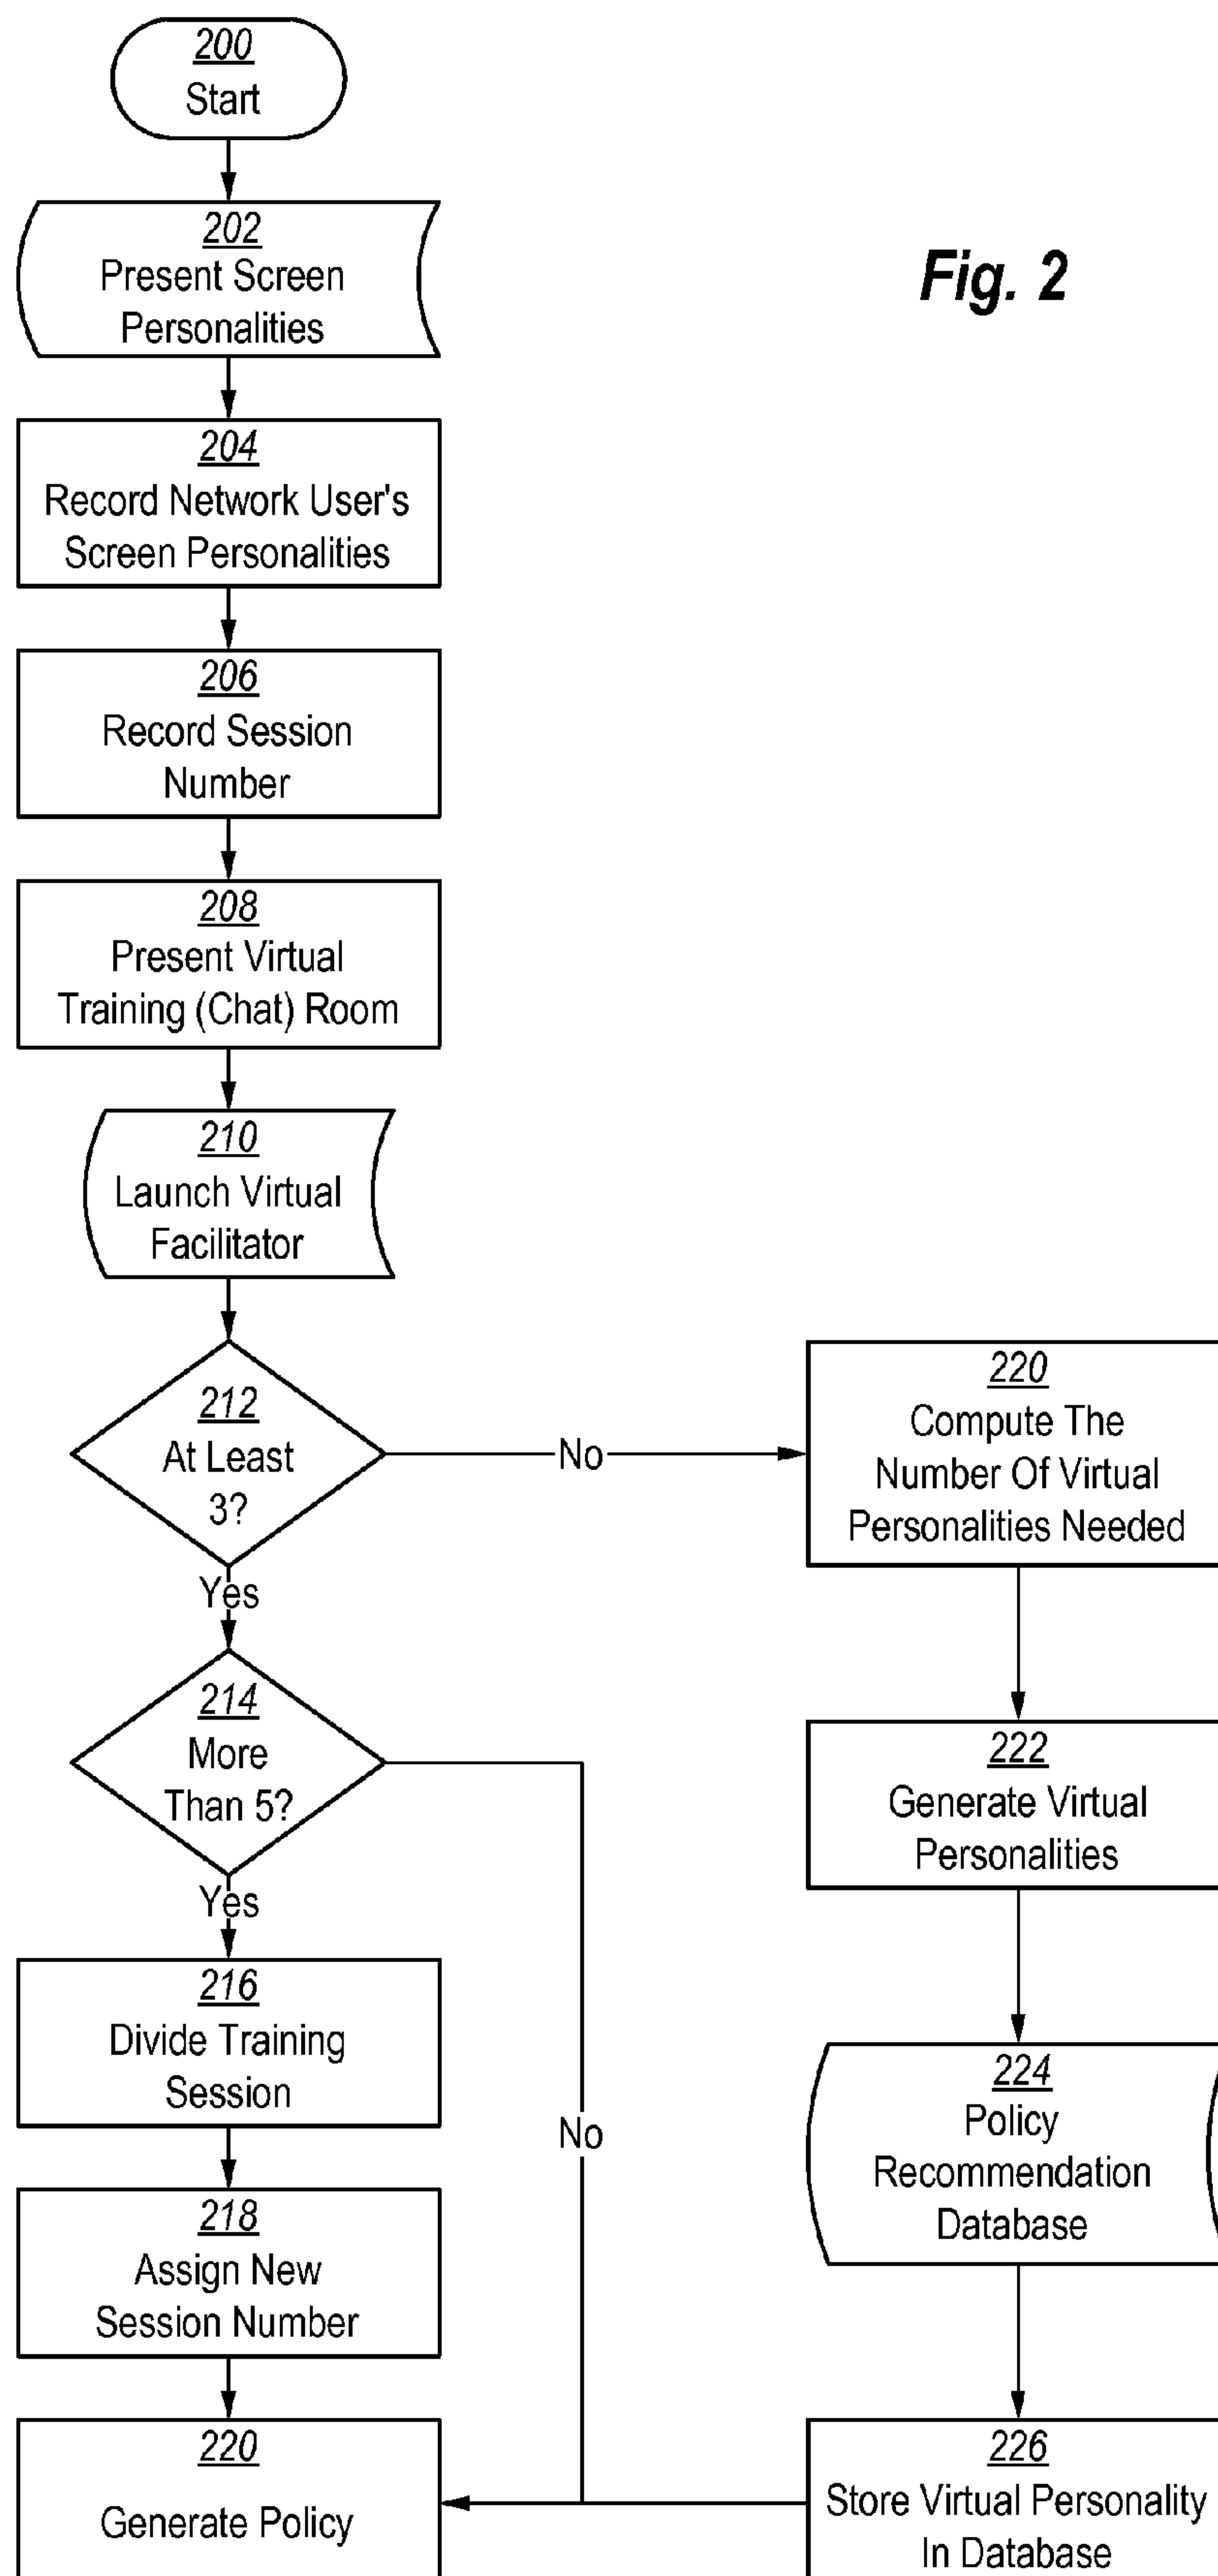 200
Start
202
Present Screen
Personalities
Fig. 2
204
Record Network User's
Screen Personalities
206
Record Session
Number
208
Present Virtual
Training (Chat) Room
210
Launch Virtual
Facilitator
212
At Least
3?
No
Yes
214
More
Than 5?
No
Yes
216
Divide Training
Session
218
Assign New
Session Number
220
Generate Policy
220
Compute The
Number Of Virtual
Personalities Needed
222
Generate Virtual
Personalities
224
Policy
Recommendation
Database
226
Store Virtual Personality
In Database